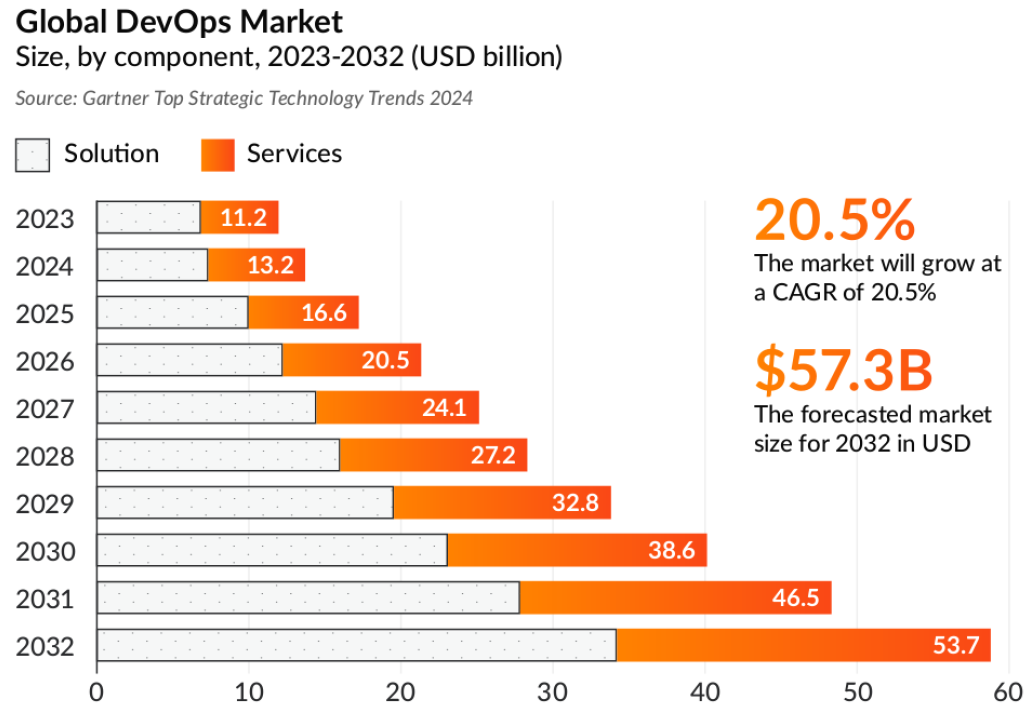 Global DevOps Market
Size, by component, 2023-2032 (USD billion)
Source: Gartner Top Strategic Technology Trends 2024
Solution
Services
2023
11.2
2024
13.2
2025
16.6
2026
20.5
2027
24.1
2028
27.2
2029
32.8
2030
38.6
2031
46.5
2032
53.7
0
10
20
30
40
50
60
20.5%
The market will grow at
a CAGR of 20.5%
$57.3B
The forecasted market
size for 2032 in USD